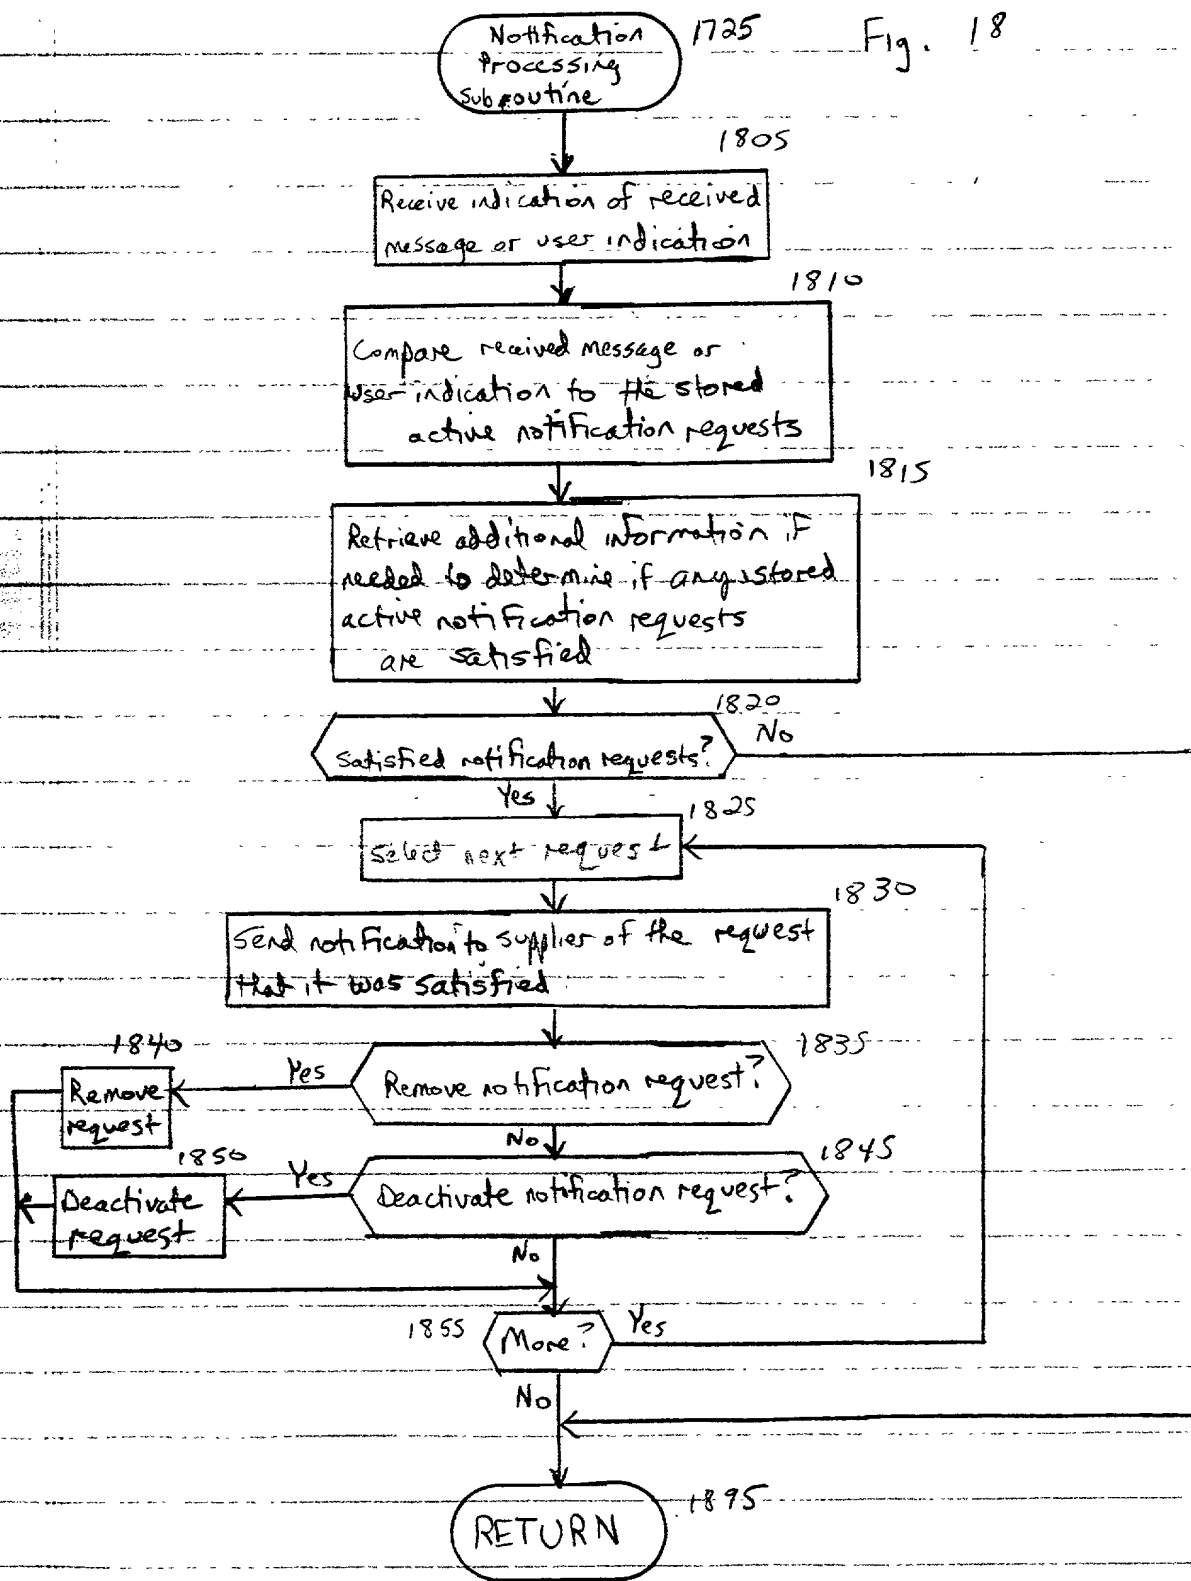 Notification 1725 Fig. 18
Processing
Subroutine
1805
Receive indication of received
message or user indication
1810
Compare received message or
user indication to the stored
active notification requests
1815
Retrieve additional information if
needed to determine if any stored
active notification requests
are satisfied
1820
Satisfied notification requests? No
Yes
1825
Select next request
1830
Send notification to supplier of the request
that it was satisfied
1835
Remove notification request?
Yes
1840
Remove
request
No
1845
Deactivate notification request?
Yes
1850
Deactivate
request
No
1855 More? Yes
No
1895
RETURN